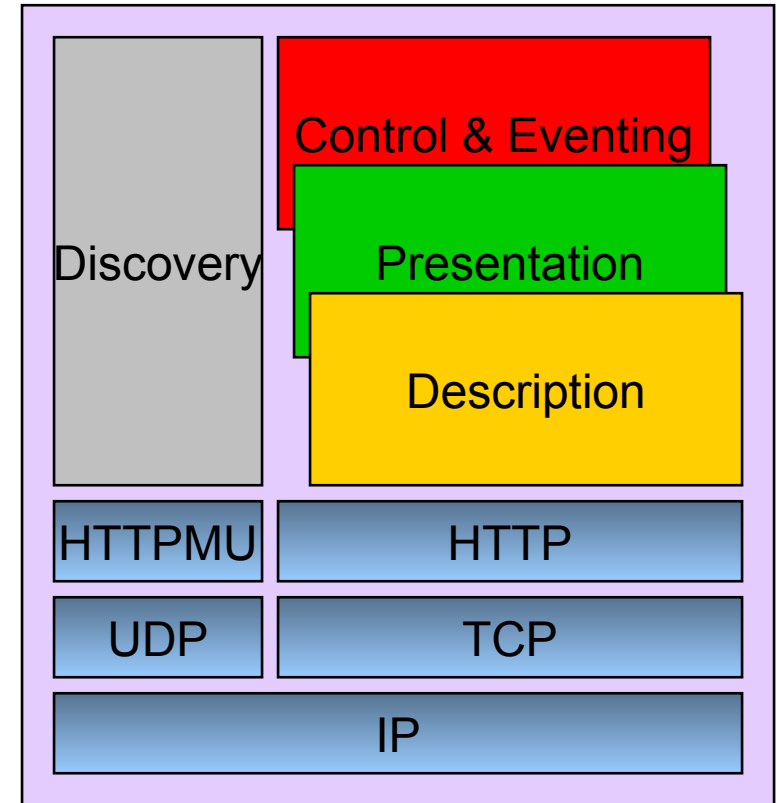 Control & Eventing
Discovery
Presentation
Description
HTTPMU
HTTP
UDP
TCP
IP